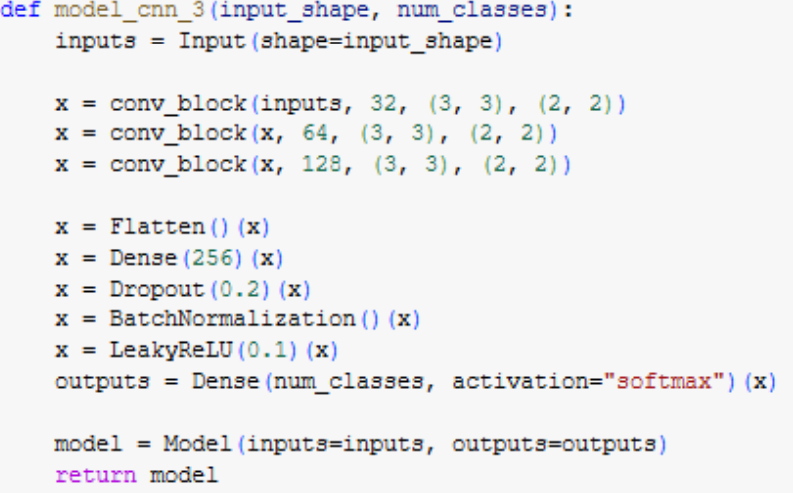 def model_cnn_3(input_shape, num_classes):
    inputs = Input(shape=input_shape)

    x = conv_block(inputs, 32, (3, 3), (2, 2))
    x = conv_block(x, 64, (3, 3), (2, 2))
    x = conv_block(x, 128, (3, 3), (2, 2))

    x = Flatten()(x)
    x = Dense(256)(x)
    x = Dropout(0.2)(x)
    x = BatchNormalization()(x)
    x = LeakyReLU(0.1)(x)
    outputs = Dense(num_classes, activation="softmax")(x)

    model = Model(inputs=inputs, outputs=outputs)
    return model